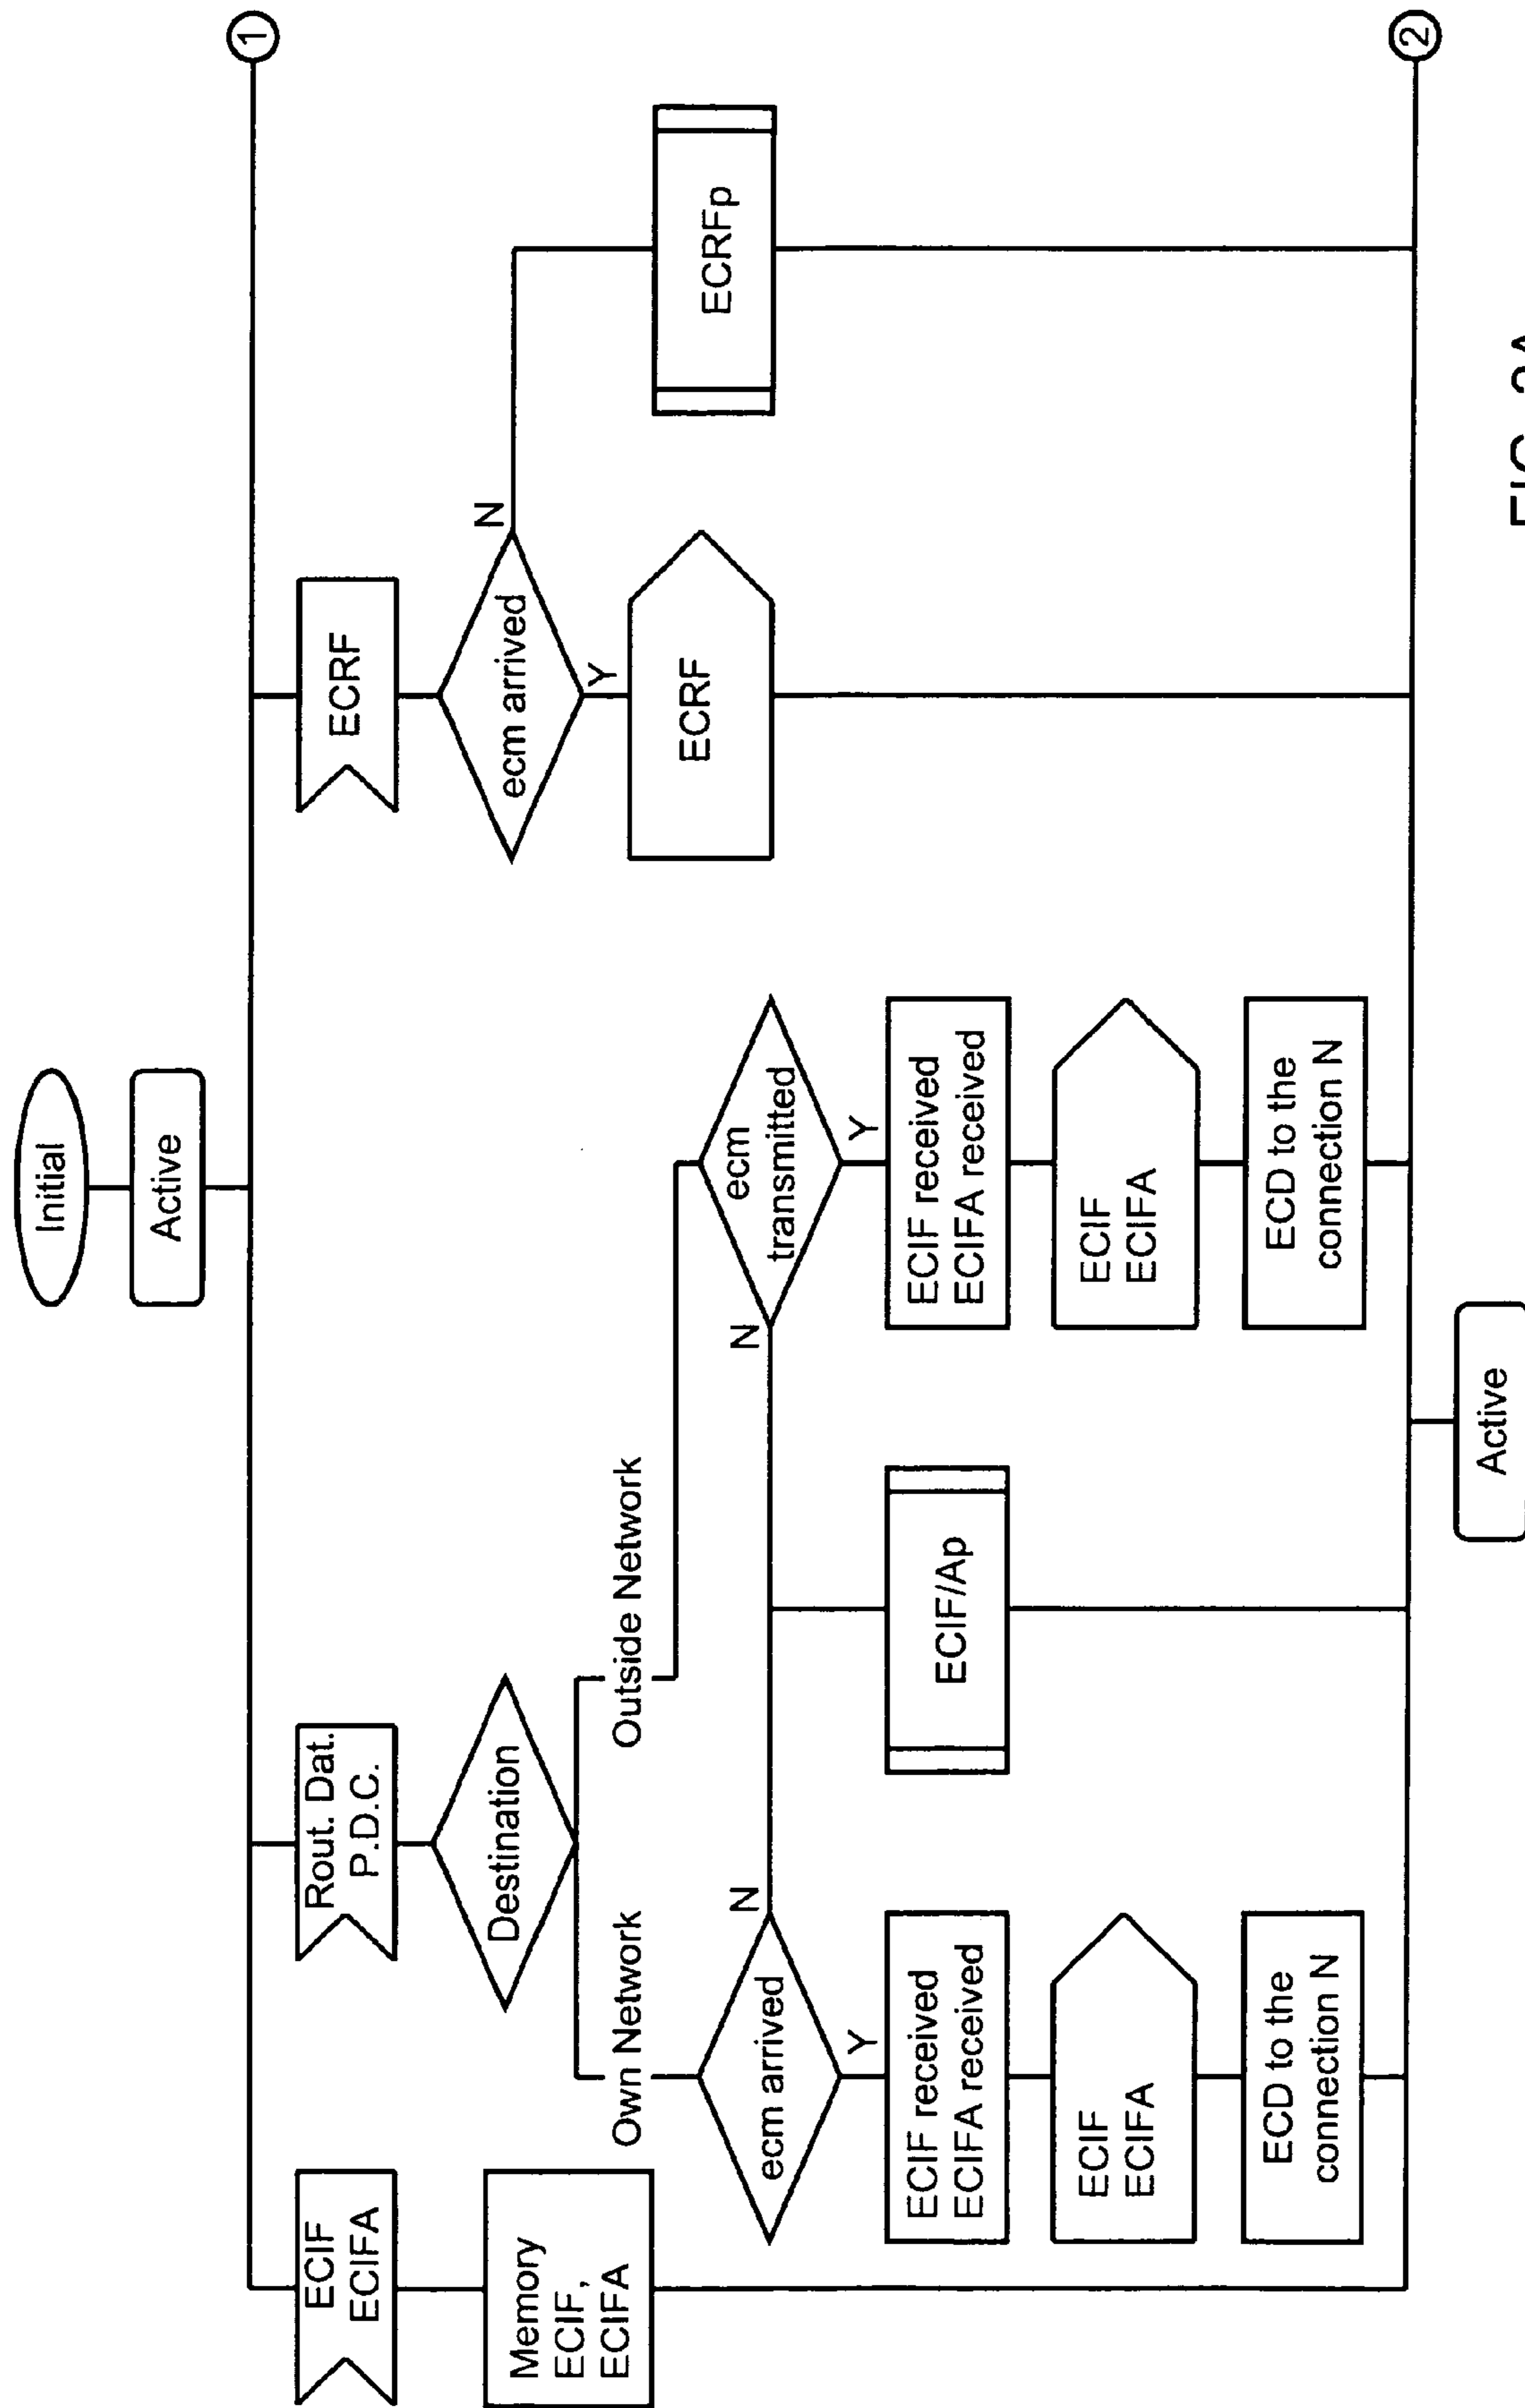 Initial
Active
1
ECIF
ECIFA
Memory
ECIF,
ECIFA
Rout. Dat.
P.D.C.
Destination
Own Network
Outside Network
ecm arrived
N
Y
ECIF received
ECIFA received
ECIF
ECIFA
ECD to the
connection N
ECIF/Ap
N
ecm
transmitted
Y
ECIF received
ECIFA received
ECIF
ECIFA
ECD to the
connection N
ECRF
ecm arrived
N
Y
ECRF
ECRFp
2
Active
FIG